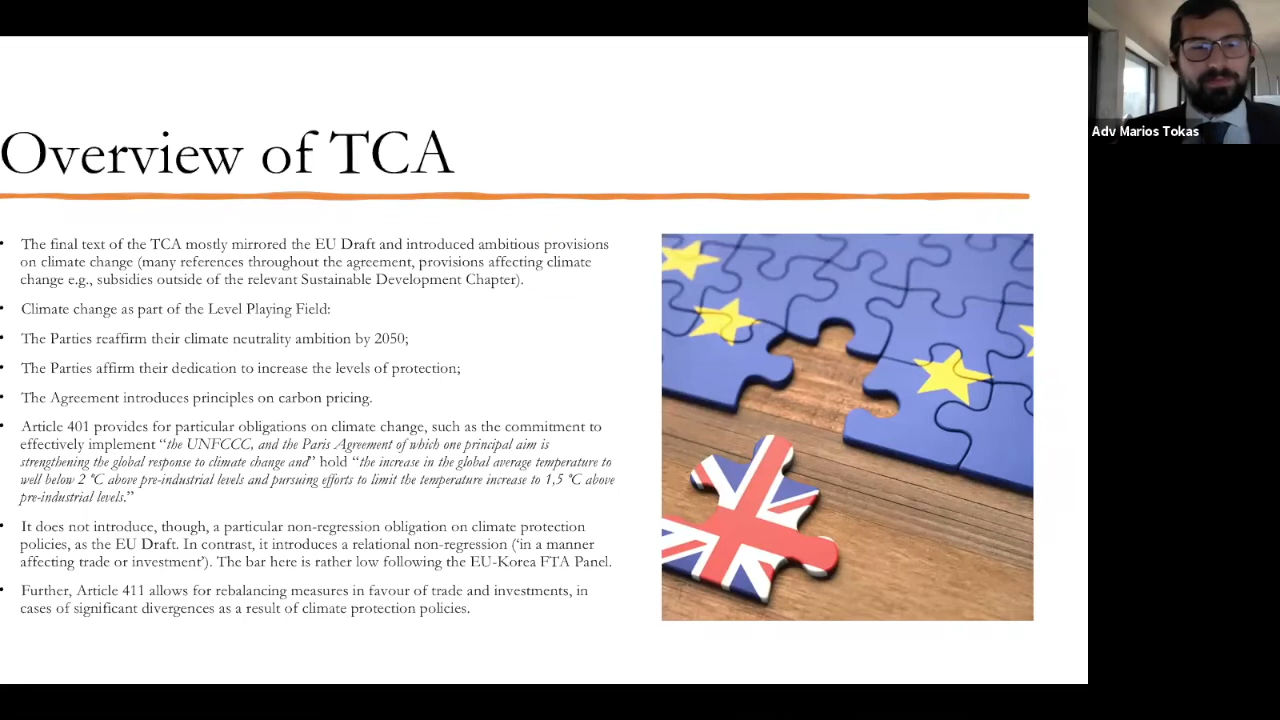 Overview of TCA
• The final text of the TCA mostly mirrored the EU Draft and introduced ambitious provisions
on climate change (many references throughout the agreement, provisions affecting climate
change e.g., subsidies outside of the relevant Sustainable Development Chapter).
• Climate change as part of the Level Playing Field:
• The Parties reaffirm their climate neutrality ambition by 2050;
• The Parties affirm their dedication to increase the levels of protection;
• The Agreement introduces principles on carbon pricing.
• Article 401 provides for particular obligations on climate change, such as the commitment to
effectively implement “the UNFCCC, and the Paris Agreement of which one principal aim is
strengthening the global response to climate change and” hold “the increase in the global average temperature to
well below 2 °C above pre-industrial levels and pursuing efforts to limit the temperature increase to 1,5 °C above
pre-industrial levels.”
• It does not introduce, though, a particular non-regression obligation on climate protection
policies, as the EU Draft. In contrast, it introduces a relational non-regression (‘in a manner
affecting trade or investment’). The bar here is rather low following the EU-Korea FTA Panel.
• Further, Article 411 allows for rebalancing measures in favour of trade and investments, in
cases of significant divergences as a result of climate protection policies.
Adv Marios Tokas